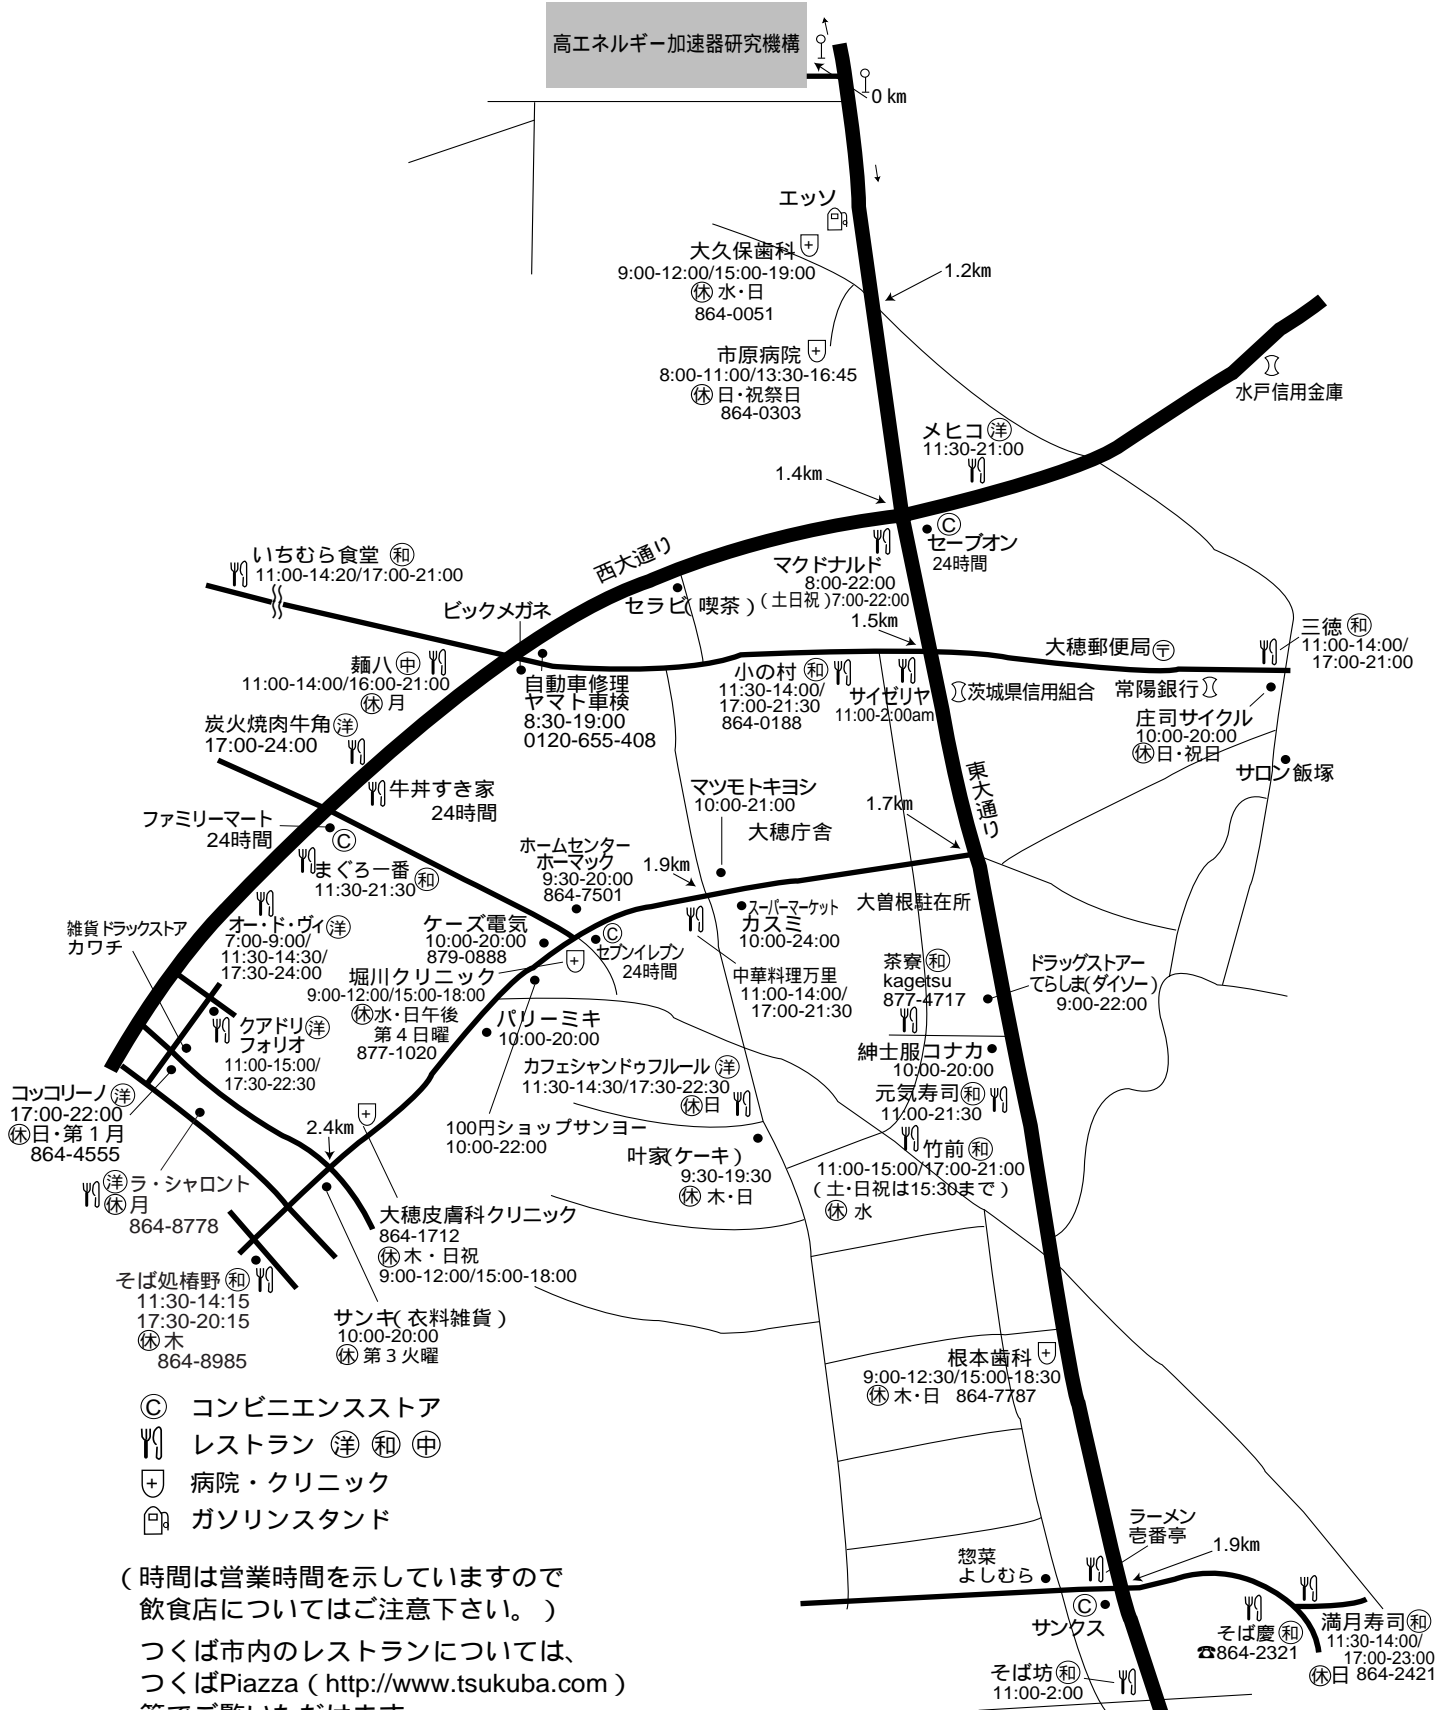 高エネルギー加速器研究機構
0 km
エッソ
大久保歯科
9:00-12:00/15:00-19:00
休 水・日
864-0051
1.2km
市原病院
8:00-11:00/13:30-16:45
休 日・祝祭日
864-0303
水戸信用金庫
メヒコ 洋
11:30-21:00
1.4km
C
セーブオン
24時間
マクドナルド
8:00-22:00
(土日祝)7:00-22:00
西大通り
いちむら食堂 和
11:00-14:20/17:00-21:00
ビックメガネ
セラビ(喫茶)
1.5km
大穂郵便局 〒
三徳 和
11:00-14:00/
17:00-21:00
麺八 中
11:00-14:00/16:00-21:00
休 月
自動車修理
ヤマト車検
8:30-19:00
0120-655-408
小の村 和
11:30-14:00/
17:00-21:30
864-0188
サイゼリヤ
11:00-2:00am
茨城県信用組合
常陽銀行
庄司サイクル
10:00-20:00
休 日・祝日
サロン飯塚
炭火焼肉牛角 洋
17:00-24:00
牛丼すき家
24時間
マツモトキヨシ
10:00-21:00
大穂庁舎
1.7km
東大通り
ファミリーマート
24時間
C
まぐろ一番 和
11:30-21:30
ホームセンター
ホーマック
9:30-20:00
864-7501
1.9km
スーパーマーケット
カスミ
10:00-24:00
大曽根駐在所
雑貨 ドラックストア
カワチ
オー・ド・ヴィ 洋
7:00-9:00/
11:30-14:30/
17:30-24:00
ケーズ電気
10:00-20:00
879-0888
C
セブンイレブン
24時間
堀川クリニック
9:00-12:00/15:00-18:00
休 水・日午後
第4日曜
877-1020
中華料理万里
11:00-14:00/
17:00-21:30
茶寮 和
kagetsu
877-4717
ドラッグストアー
てらしま(ダイソー)
9:00-22:00
クアドリ 洋
フォリオ
11:00-15:00/
17:30-22:30
パリーミキ
10:00-20:00
紳士服コナカ
10:00-20:00
カフェシャンドゥフルール 洋
11:30-14:30/17:30-22:30
休 日
元気寿司 和
11:00-21:30
コッコリーノ 洋
17:00-22:00
休 日・第1月
864-4555
2.4km
100円ショップサンヨー
10:00-22:00
叶家(ケーキ)
9:30-19:30
休 木・日
竹前 和
11:00-15:00/17:00-21:00
(土・日祝は15:30まで)
休 水
洋 ラ・シャロント
休 月
864-8778
大穂皮膚科クリニック
864-1712
休 木・日祝
9:00-12:00/15:00-18:00
そば処椿野 和
11:30-14:15
17:30-20:15
休 木
864-8985
サンキ(衣料雑貨)
10:00-20:00
休 第3火曜
根本歯科
9:00-12:30/15:00-18:30
休 木・日 864-7787
C コンビニエンスストア
レストラン 洋 和 中
病院・クリニック
ガソリンスタンド
(時間は営業時間を示していますので
飲食店についてはご注意下さい。)
つくば市内のレストランについては、
つくばPiazza(http://www.tsukuba.com)
ラーメン
壱番亭
1.9km
惣菜
よしむら
C
サンクス
そば慶 和
☎864-2321
満月寿司 和
11:30-14:00/
17:00-23:00
休 日 864-2421
そば坊 和
11:00-2:00